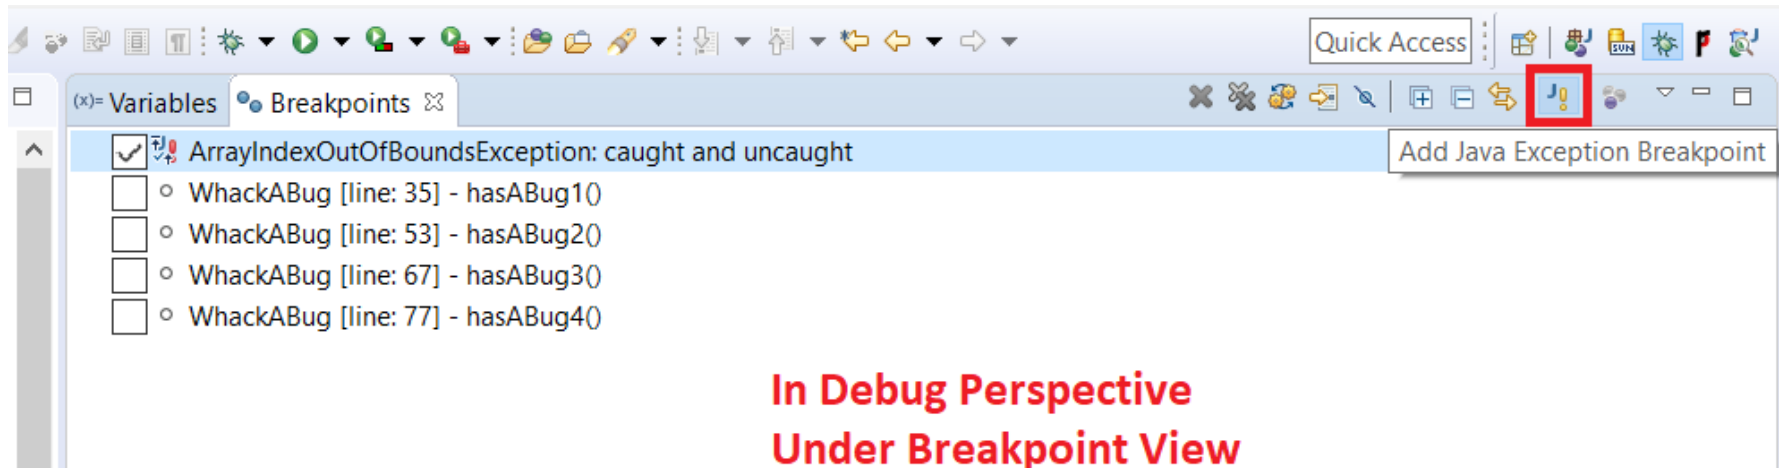 Quick Access
(x)= Variables Breakpoints
ArrayIndexOutOfBoundsException: caught and uncaught
Add Java Exception Breakpoint
WhackABug [line: 35] - hasABug1()
WhackABug [line: 53] - hasABug2()
WhackABug [line: 67] - hasABug3()
WhackABug [line: 77] - hasABug4()
In Debug Perspective
Under Breakpoint View